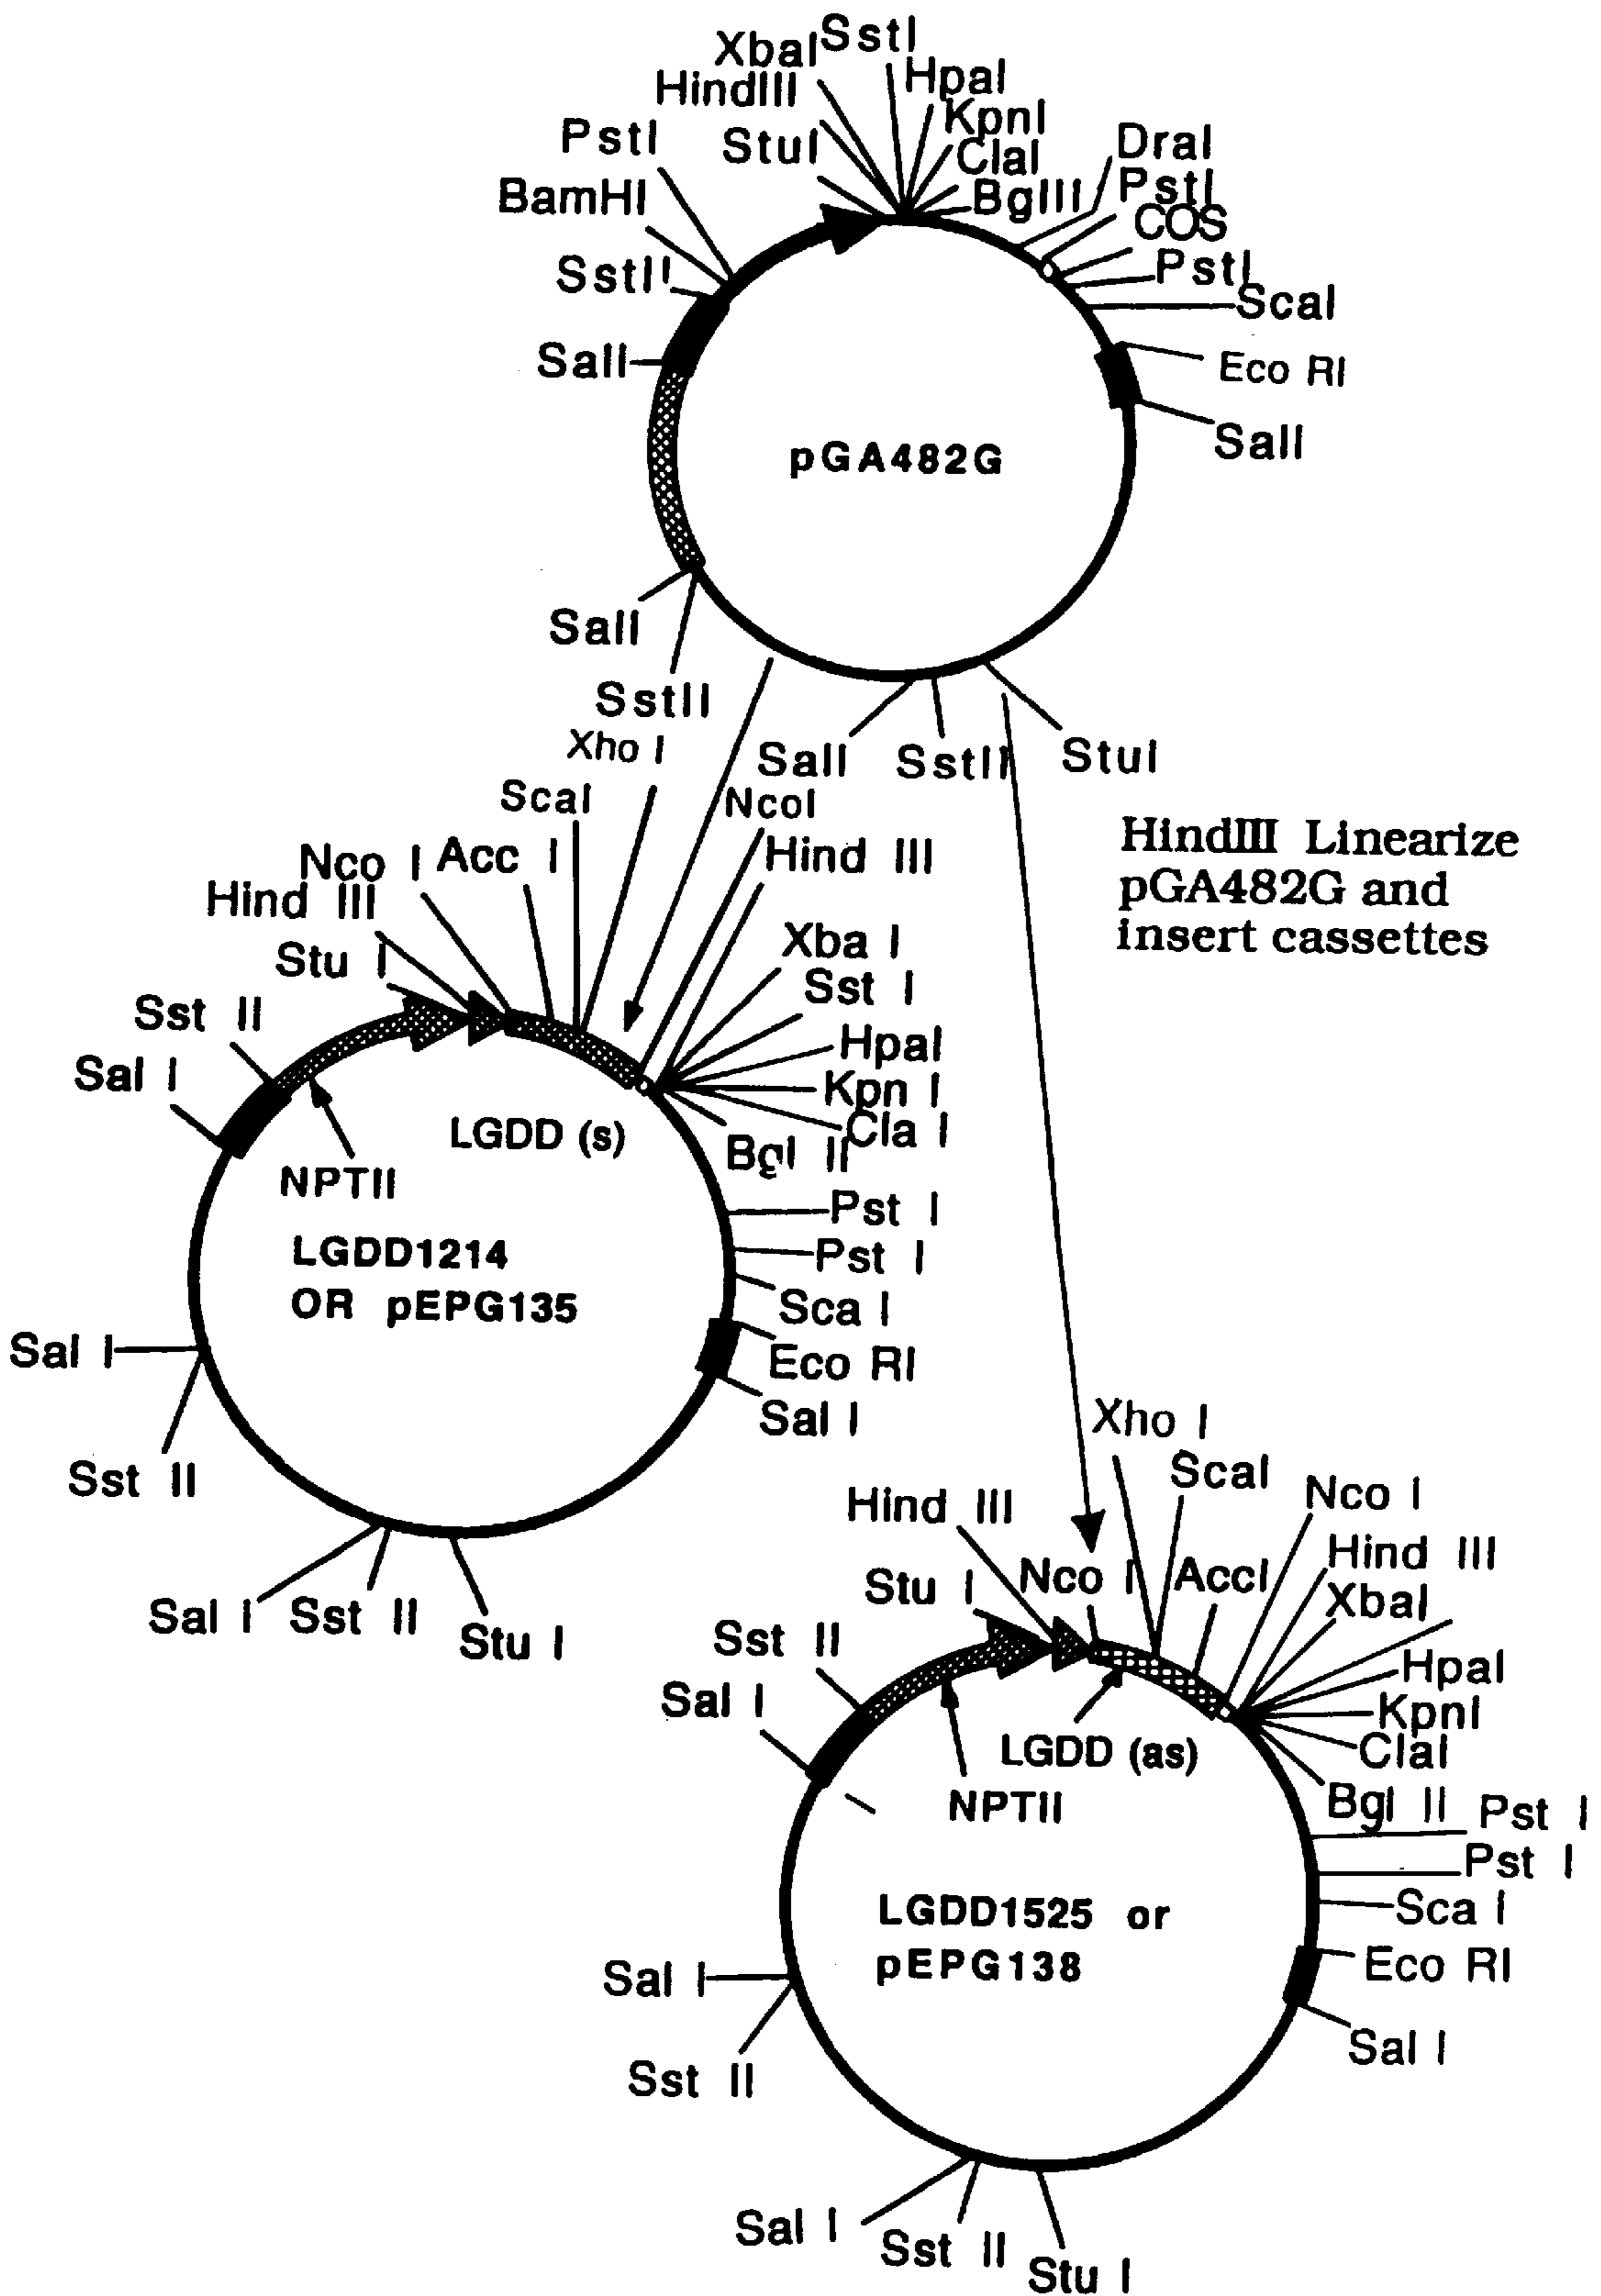 XbaI
SstI
HindIII
HpaI
KpnI
PstI
StuI
ClaI
DraI
BamHI
BglII
PstI
COS
SstII
PstI
ScaI
SalI
Eco RI
SalI
pGA482G
SalI
SstII
SalI
SstII
StuI
HindIII Linearize
pGA482G and
insert cassettes
Xho I
ScaI
NcoI
Nco I
Acc I
Hind III
Hind III
Stu I
Xba I
Sst I
Sst II
HpaI
Sal I
Kpn I
Cla I
LGDD (s)
Bgl II
NPTII
Pst I
LGDD1214
Pst I
OR pEPG135
Sca I
Sal I
Eco RI
Sal I
Sst II
Sal I
Sst II
Stu I
Xho I
ScaI
Hind III
Nco I
Stu I
Nco I
AccI
Hind III
XbaI
Sst II
HpaI
Sal I
KpnI
LGDD (as)
ClaI
NPTII
Bgl II
Pst I
Pst I
LGDD1525 or
Sca I
pEPG138
Sal I
Eco RI
Sal I
Sst II
Sal I
Sst II
Stu I